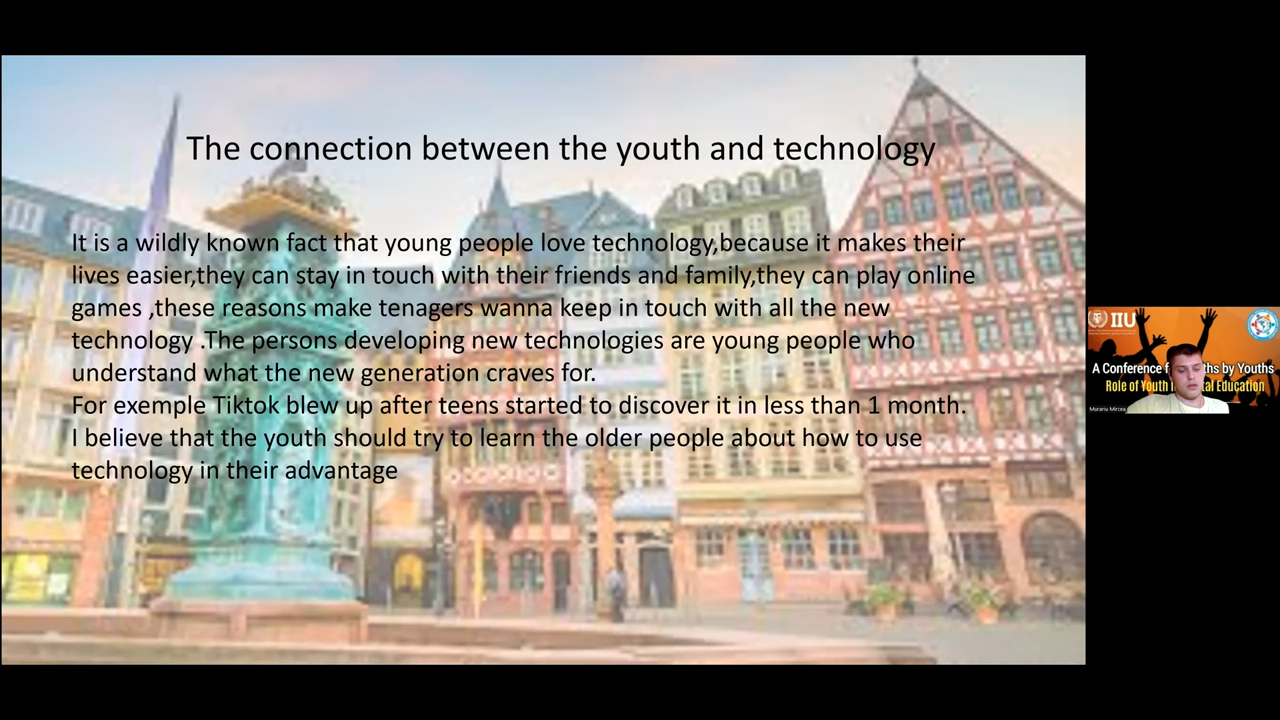 The connection between the youth and technology
It is a wildly known fact that young people love technology,because it makes their
lives easier,they can stay in touch with their friends and family,they can play online
games ,these reasons make tenagers wanna keep in touch with all the new
technology .The persons developing new technologies are young people who
understand what the new generation craves for.
For exemple Tiktok blew up after teens started to discover it in less than 1 month.
I believe that the youth should try to learn the older people about how to use
technology in their advantage
IIU
A Conference f ths by Youths
Role of Youth tal Education
Murariu Mircea